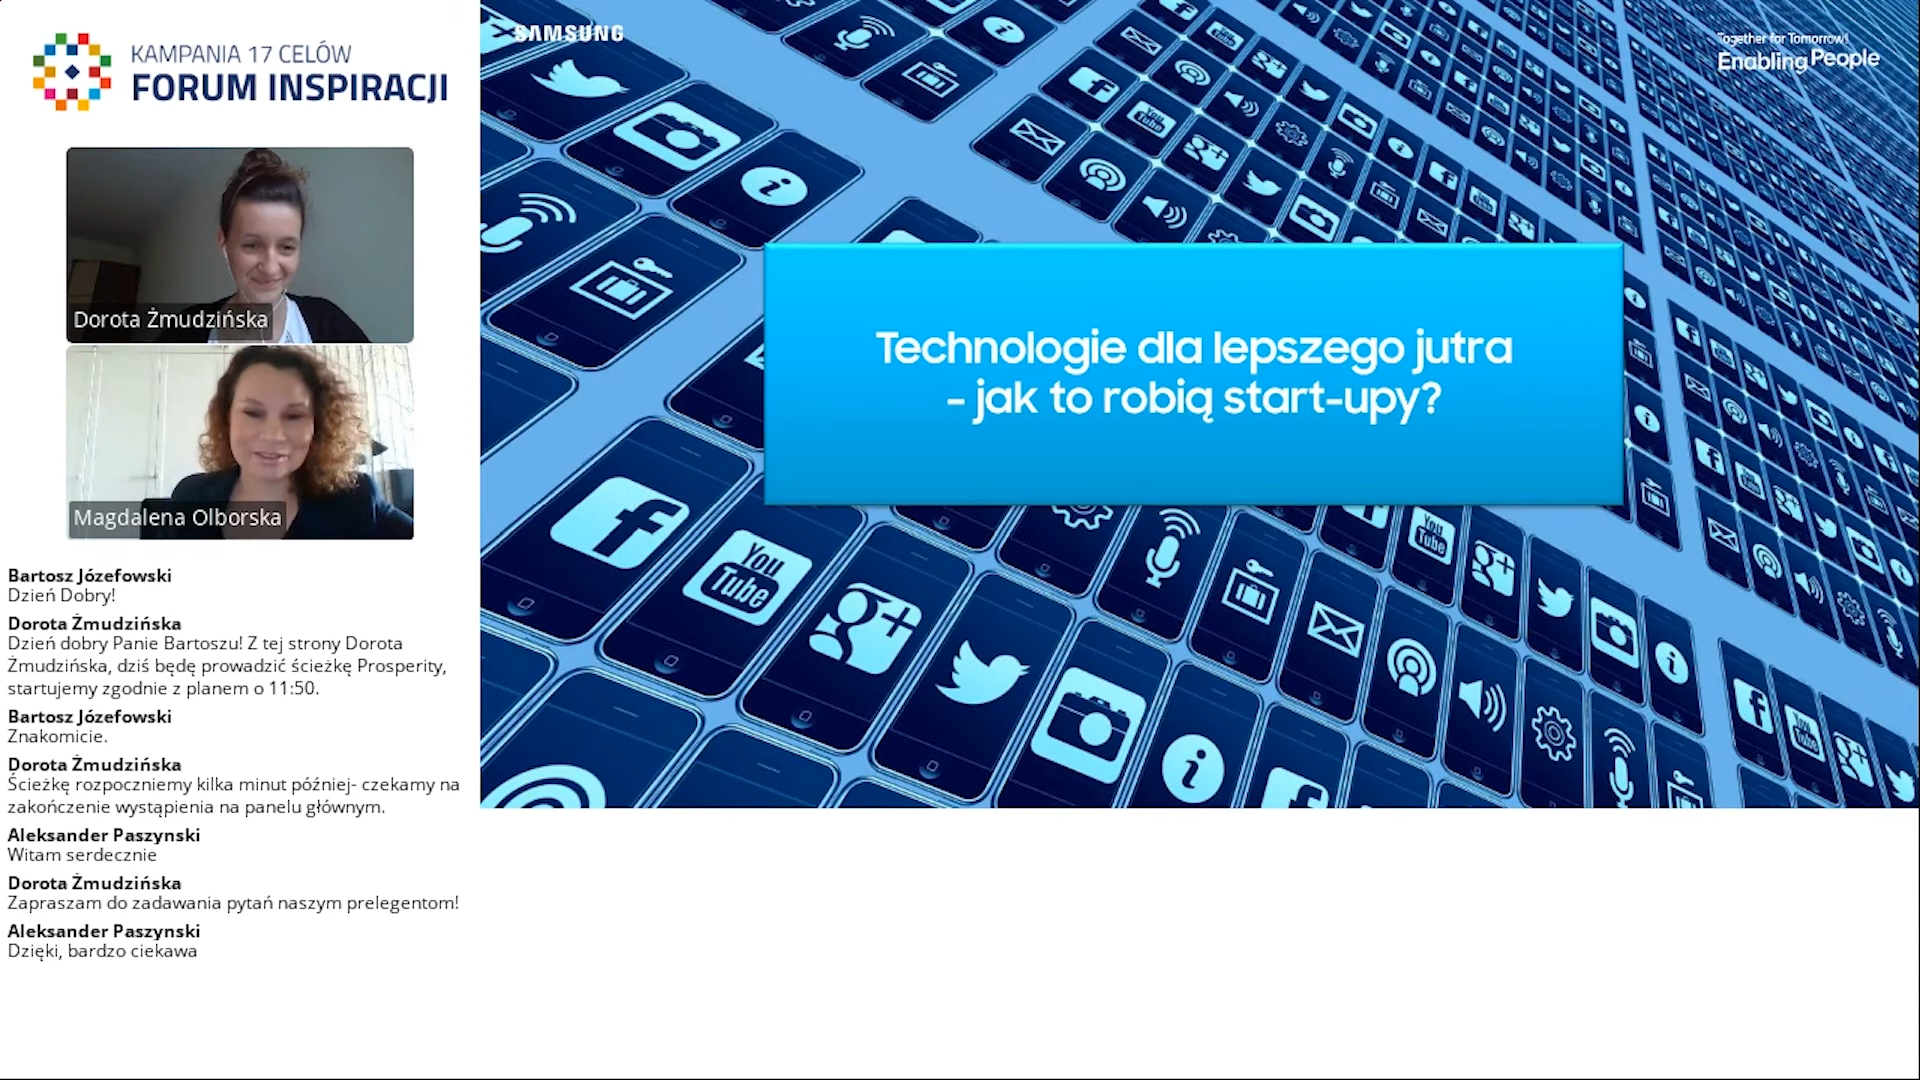 KAMPANIA 17 CELÓW
FORUM INSPIRACJI
Dorota Żmudzińska
Magdalena Olborska
Bartosz Józefowski
Dzień Dobry!
Dorota Żmudzińska
Dzień dobry Panie Bartoszu! Z tej strony Dorota
Żmudzińska, dziś będę prowadzić ścieżkę Prosperity,
startujemy zgodnie z planem o 11:50.
Bartosz Józefowski
Znakomicie.
Dorota Żmudzińska
Ścieżkę rozpoczniemy kilka minut później- czekamy na
zakończenie wystąpienia na panelu głównym.
Aleksander Paszynski
Witam serdecznie
Dorota Żmudzińska
Zapraszam do zadawania pytań naszym prelegentom!
Aleksander Paszynski
Dzięki, bardzo ciekawa
SAMSUNG
Together for Tomorrow!
Enabling People
Technologie dla lepszego jutra
- jak to robią start-upy?
You
Tube